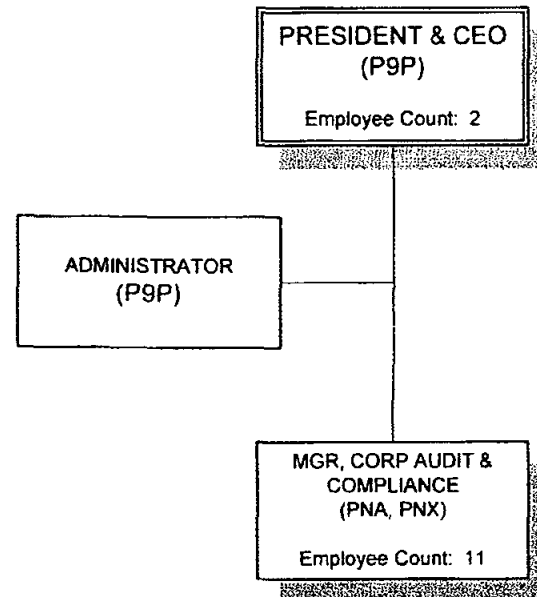 PRESIDENT & CEO
(P9P)
Employee Count: 2
ADMINISTRATOR
(P9P)
MGR, CORP AUDIT &
COMPLIANCE
(PNA, PNX)
Employee Count: 11